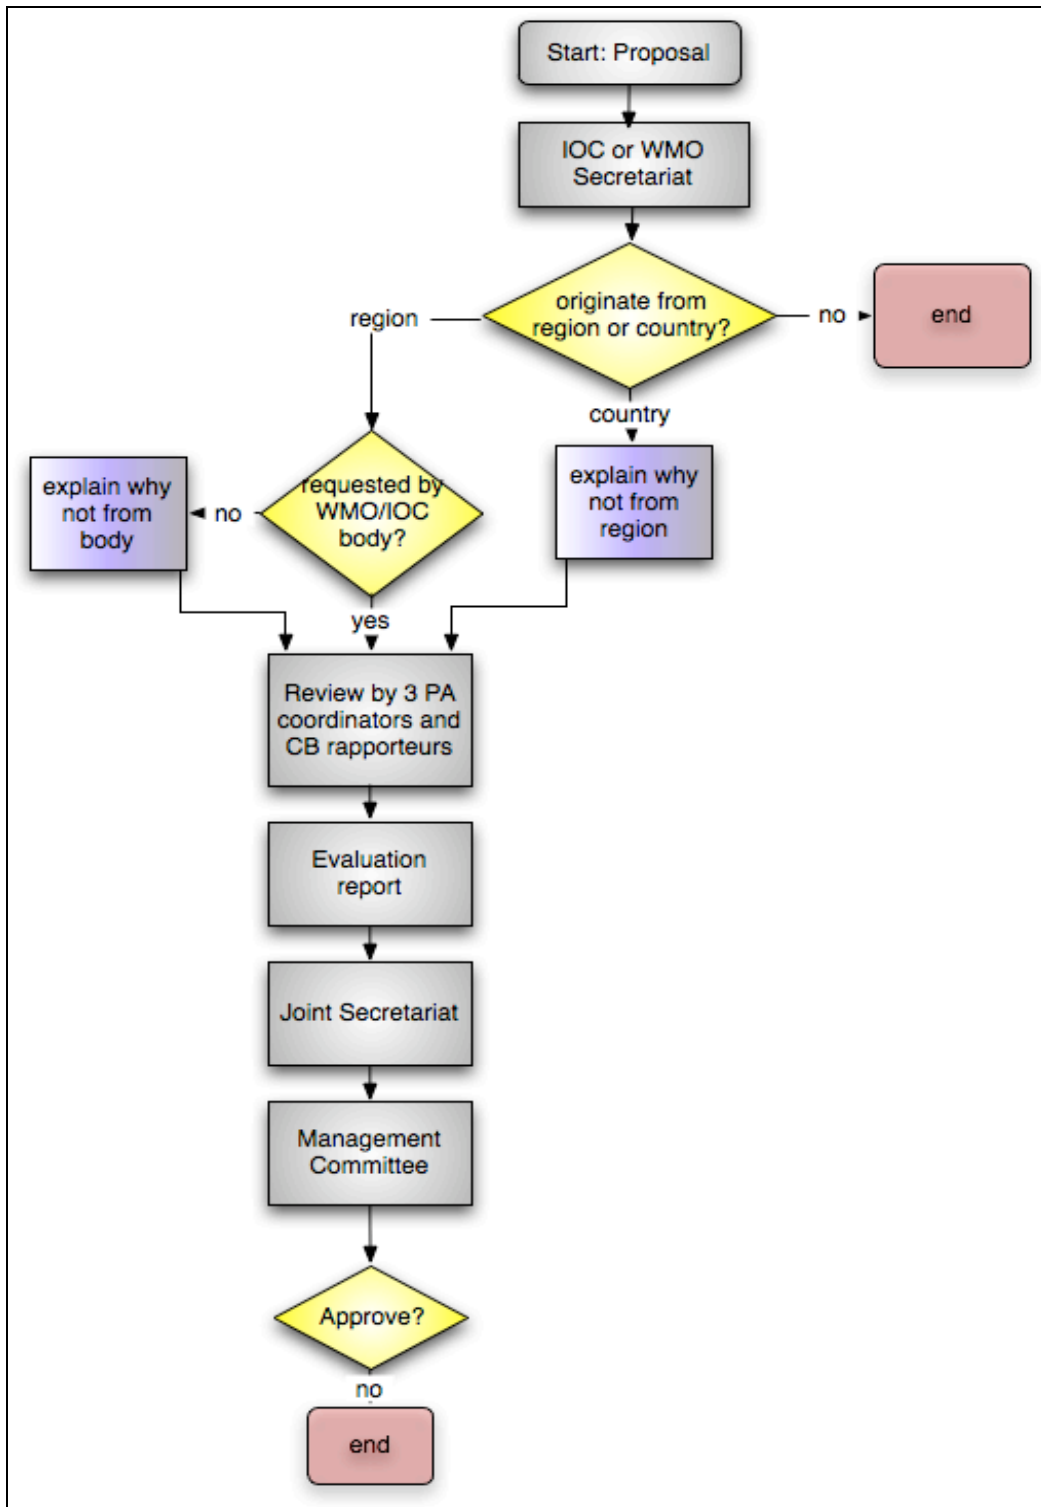 Start: Proposal
IOC or WMO
Secretariat
originate from
region or country?
no
end
region
country
requested by
WMO/IOC
body?
no
explain why
not from
body
explain why
not from
region
yes
Review by 3 PA
coordinators and
CB rapporteurs
Evaluation
report
Joint Secretariat
Management
Committee
Approve?
no
end